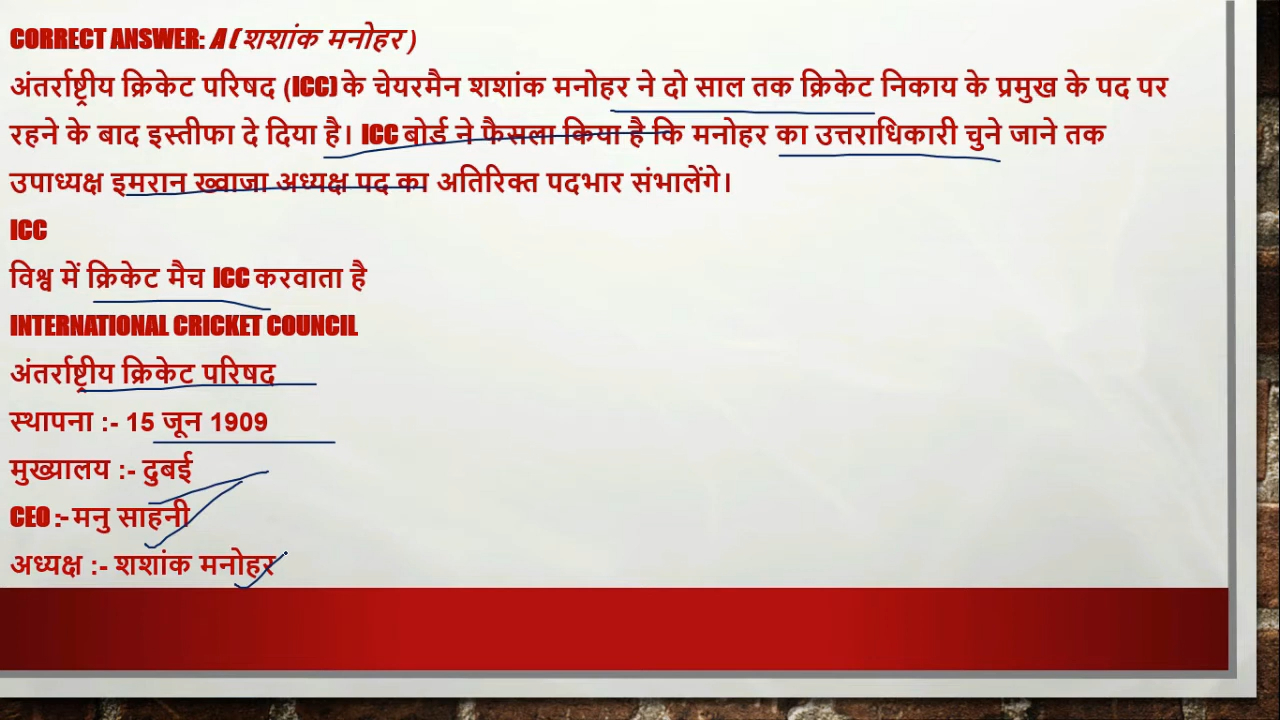 CORRECT ANSWER: A ( शशांक मनोहर )
अंतर्राष्ट्रीय क्रिकेट परिषद (ICC) के चेयरमैन शशांक मनोहर ने दो साल तक क्रिकेट निकाय के प्रमुख के पद पर
रहने के बाद इस्तीफा दे दिया है। ICC बोर्ड ने फैसला किया है कि मनोहर का उत्तराधिकारी चुने जाने तक
उपाध्यक्ष इमरान ख्वाजा अध्यक्ष पद का अतिरिक्त पदभार संभालेंगे।
ICC
विश्व में क्रिकेट मैच ICC करवाता है
INTERNATIONAL CRICKET COUNCIL
अंतर्राष्ट्रीय क्रिकेट परिषद
स्थापना :- 15 जून 1909
मुख्यालय :- दुबई
CEO :- मनु साहनी
अध्यक्ष :- शशांक मनोहर